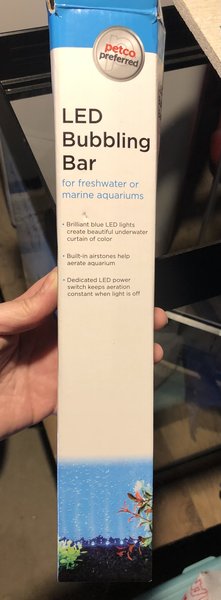 petco
preferred
LED
Bubbling
Bar
for freshwater or
marine aquariums
• Brilliant blue LED lights
create beautiful underwater
curtain of color
• Built-in airstones help
aerate aquarium
• Dedicated LED power
switch keeps aeration
constant when light is off